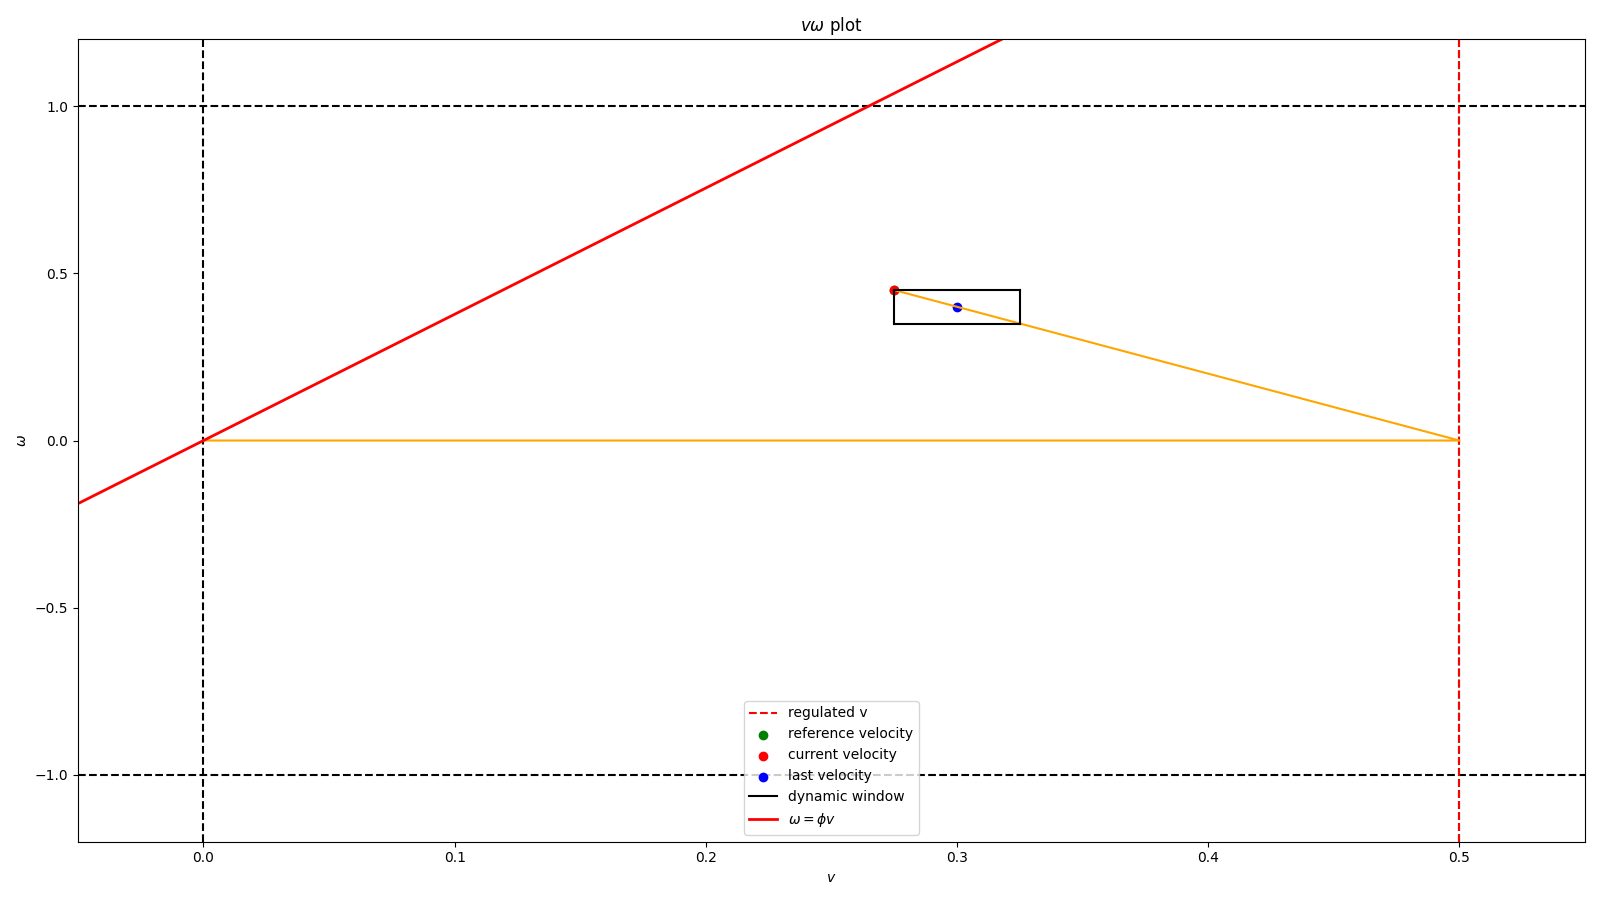 vω plot
1.0
0.5
0.0
−0.5
−1.0
ω
0.0 0.1 0.2 0.3 0.4 0.5
v
regulated v
reference velocity
current velocity
last velocity
dynamic window
ω = ϕv